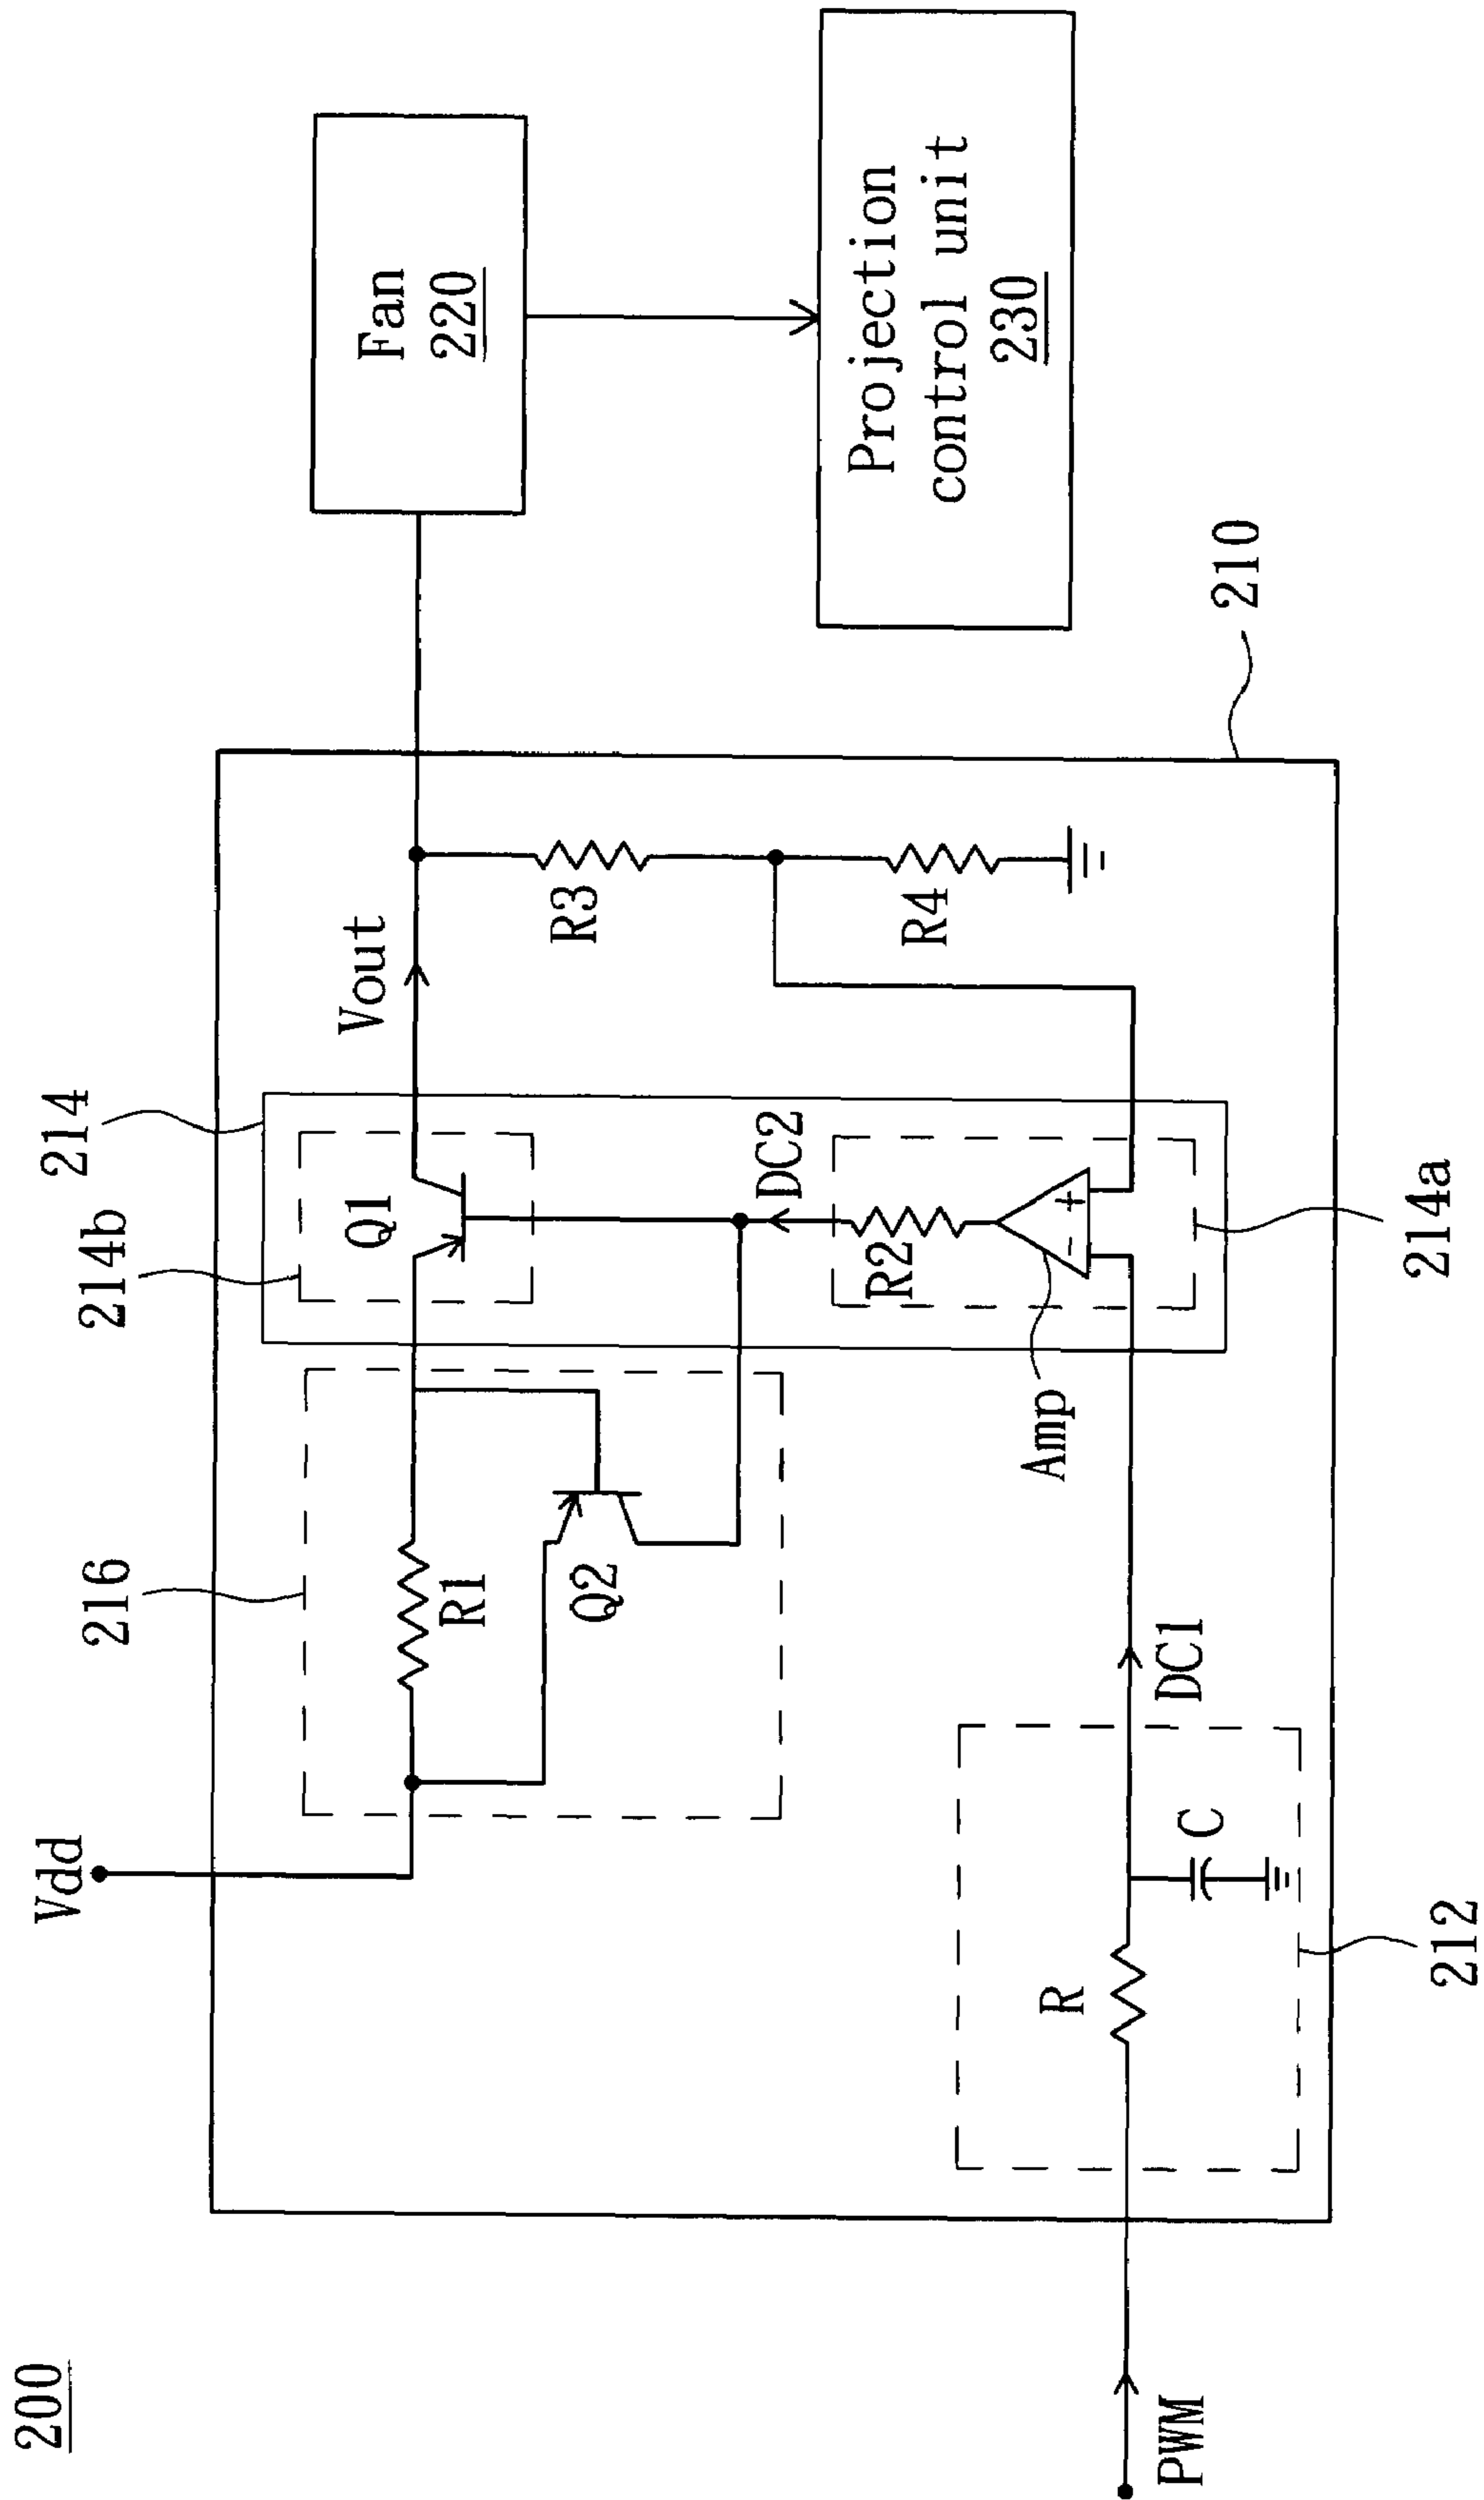 200
Vdd
216
214b
214
Vout
Fan
220
Q1
R1
Q2
R3
DC2
R2
R4
Projection
control unit
230
Amp
- +
PWM
R
C
DC1
212
214a
210